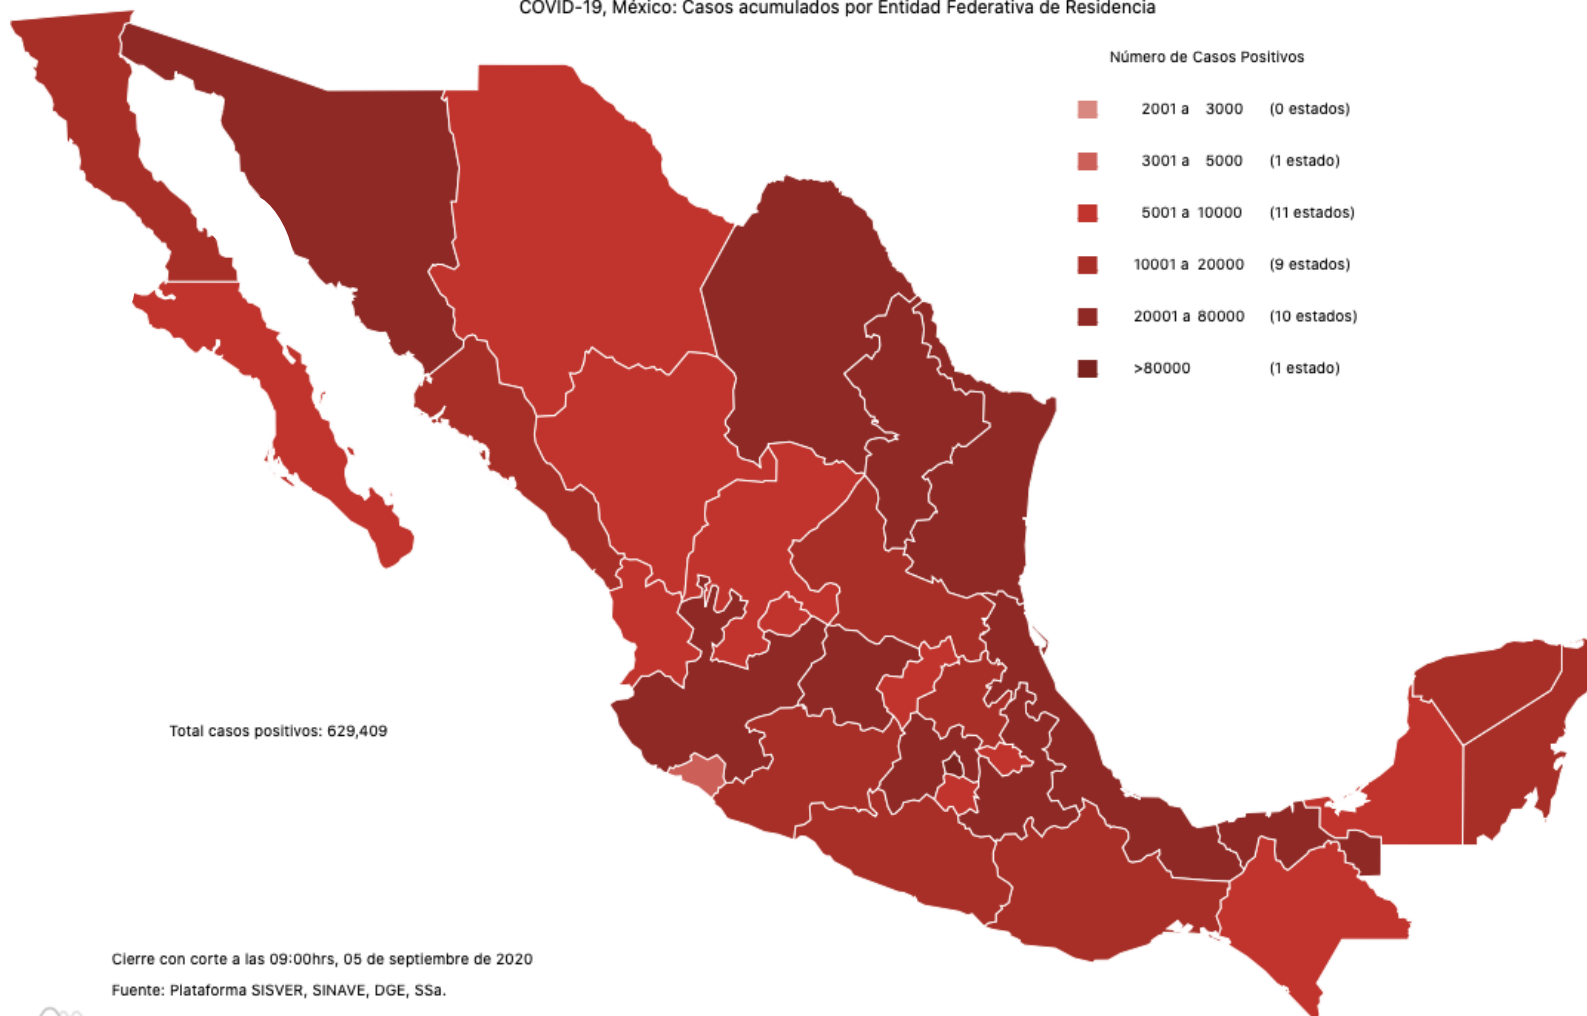 COVID-19, México: Casos acumulados por Entidad Federativa de Residencia
Número de Casos Positivos
2001 a 3000 (0 estados)
3001 a 5000 (1 estado)
5001 a 10000 (11 estados)
10001 a 20000 (9 estados)
20001 a 80000 (10 estados)
>80000 (1 estado)
Total casos positivos: 629,409
Cierre con corte a las 09:00hrs, 05 de septiembre de 2020
Fuente: Plataforma SISVER, SINAVE, DGE, SSa.